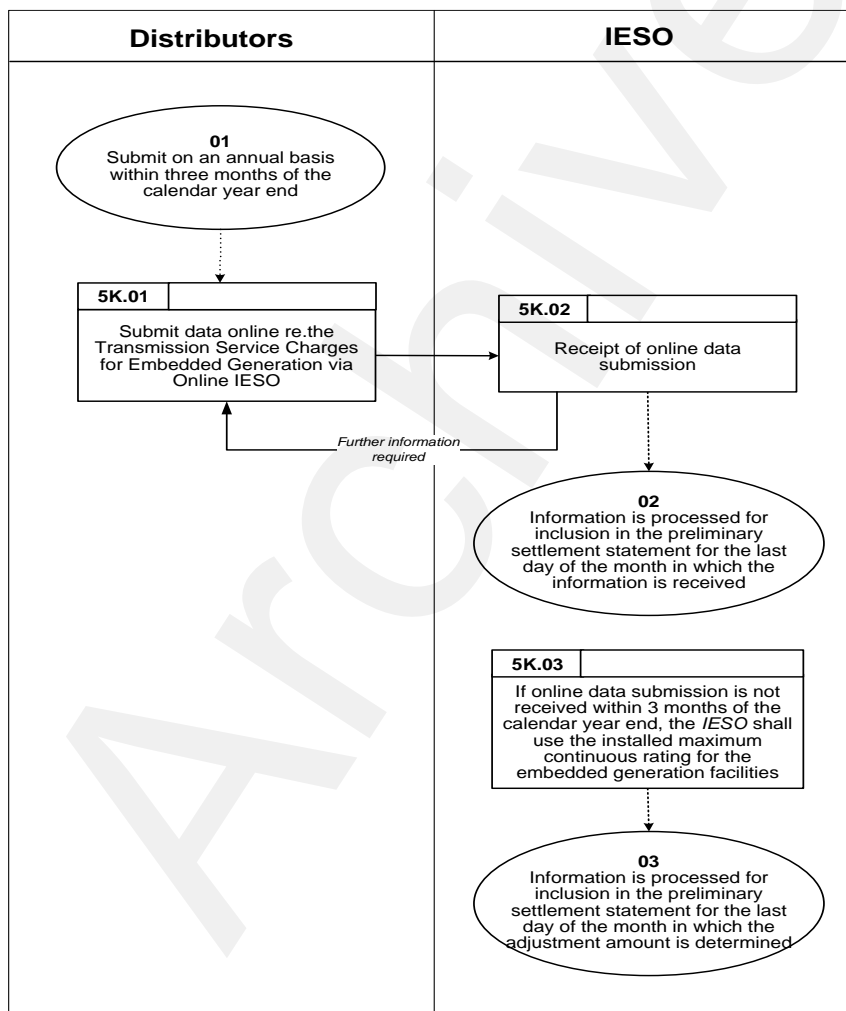 Distributors
IESO
01
Submit on an annual basis
within three months of the
calendar year end
5K.01
Submit data online re.the
Transmission Service Charges
for Embedded Generation via
Online IESO
5K.02
Receipt of online data
submission
Further information
required
02
Information is processed for
inclusion in the preliminary
settlement statement for the last
day of the month in which the
information is received
5K.03
If online data submission is not
received within 3 months of the
calendar year end, the IESO shall
use the installed maximum
continuous rating for the
embedded generation facilities
03
Information is processed for
inclusion in the preliminary
settlement statement for the last
day of the month in which the
adjustment amount is determined
Archive